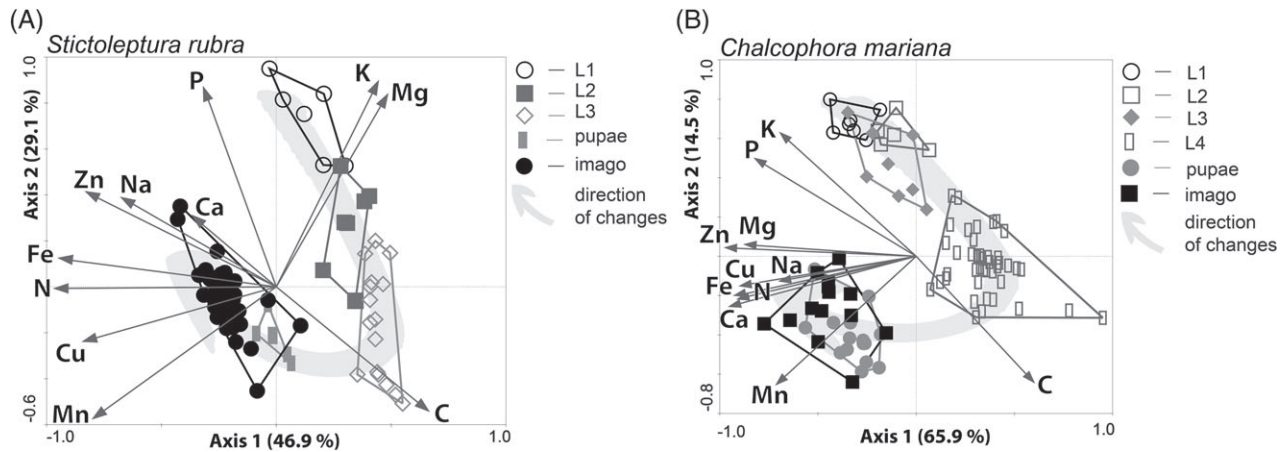 (A)
Stictoleptura rubra
1.0
Axis 2 (29.1 %)
-0.6
P
K
Mg
Zn
Na
Ca
Fe
N
Cu
Mn
C
Axis 1 (46.9 %)
1.0
L1
L2
L3
pupae
imago
direction
of changes
(B)
Chalcophora mariana
1.0
Axis 2 (14.5 %)
-0.8
K
P
Zn
Mg
Cu
Na
Fe
N
Ca
Mn
C
-1.0
Axis 1 (65.9 %)
1.0
L1
L2
L3
L4
pupae
imago
direction
of changes